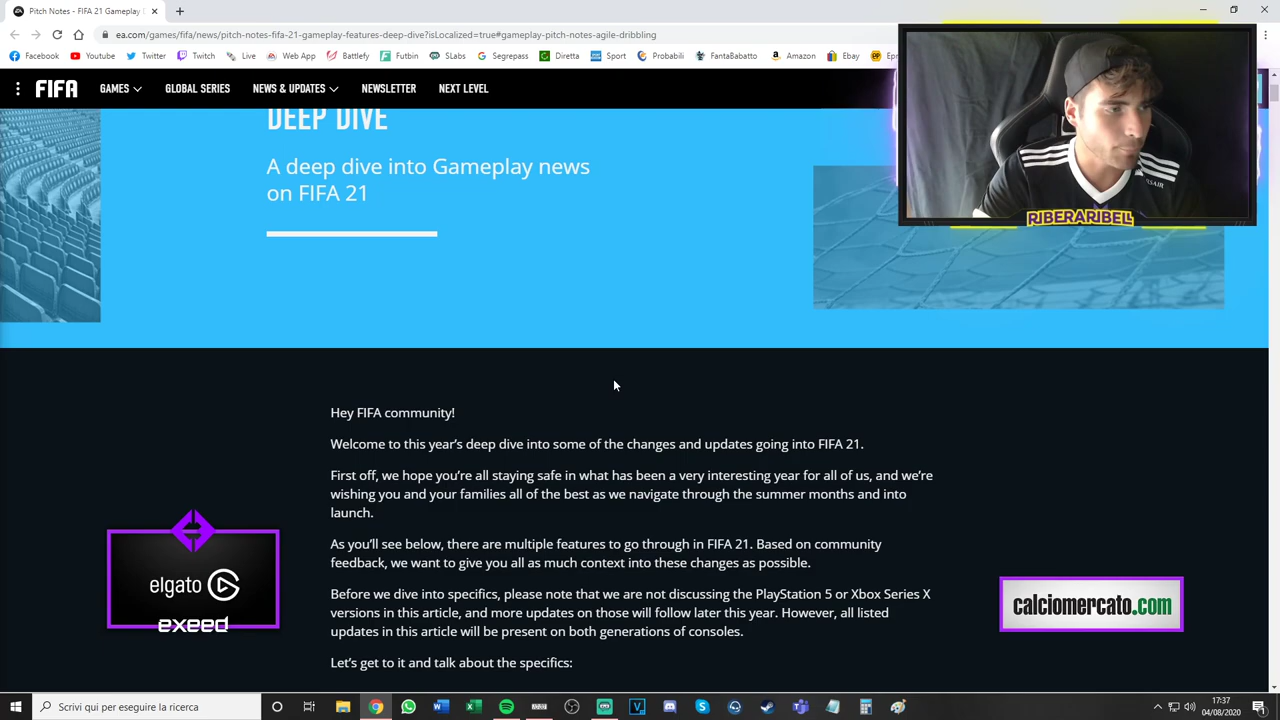 Pitch Notes - FIFA 21 Gameplay
ea.com/games/fifa/news/pitch-notes-fifa-21-gameplay-features-deep-dive?isLocalized=true#gameplay-pitch-notes-agile-dribbling
Facebook Youtube Twitter Twitch Live Web App Battlefy Futbin SLabs Segrepass Diretta Sport Probabili FantaBabatto Amazon Ebay
FIFA GAMES GLOBAL SERIES NEWS & UPDATES NEWSLETTER NEXT LEVEL
DEEP DIVE
A deep dive into Gameplay news
on FIFA 21
RIBERARIBELL
Hey FIFA community!
Welcome to this year's deep dive into some of the changes and updates going into FIFA 21.
First off, we hope you're all staying safe in what has been a very interesting year for all of us, and we're
wishing you and your families all of the best as we navigate through the summer months and into
launch.
As you'll see below, there are multiple features to go through in FIFA 21. Based on community
feedback, we want to give you all as much context into these changes as possible.
Before we dive into specifics, please note that we are not discussing the PlayStation 5 or Xbox Series X
versions in this article, and more updates on those will follow later this year. However, all listed
updates in this article will be present on both generations of consoles.
Let's get to it and talk about the specifics:
elgato
exeed
calciomercato.com
Scrivi qui per eseguire la ricerca
17:37
04/08/2020